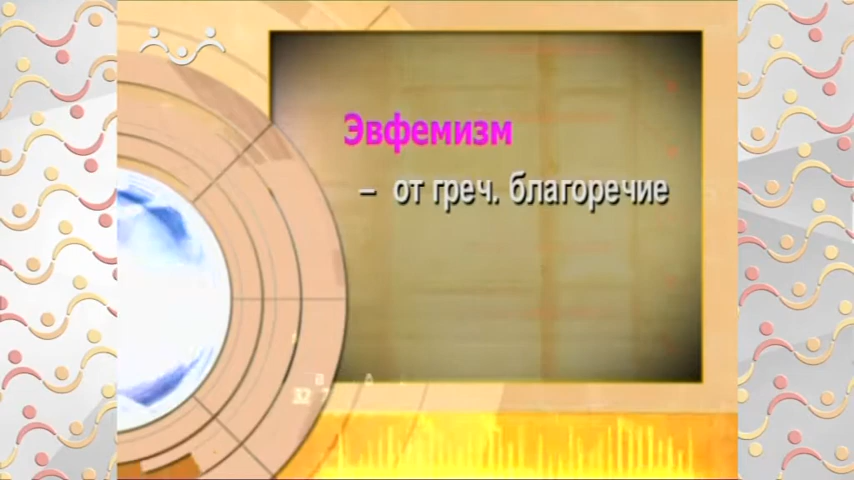 Эвфемизм
– от греч. благоречие